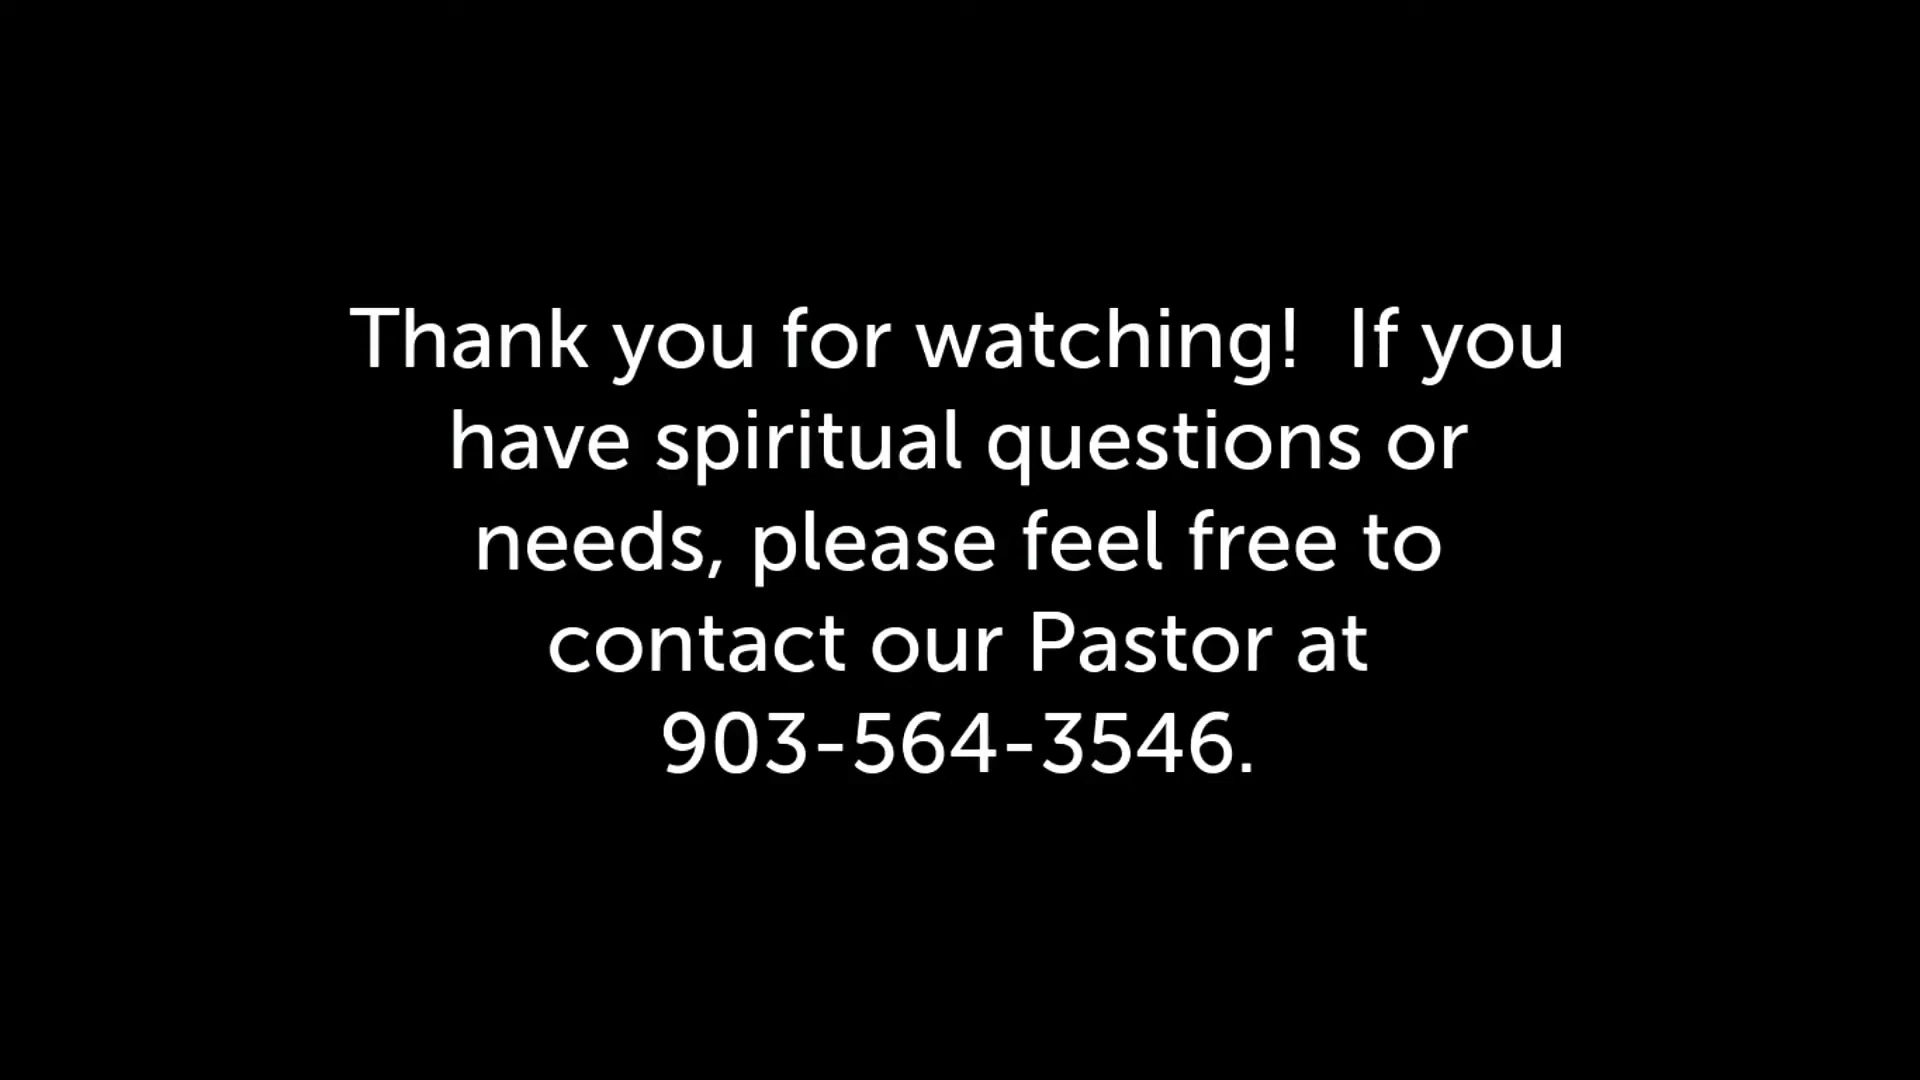 Thank you for watching!  If you
have spiritual questions or
needs, please feel free to
contact our Pastor at
903-564-3546.